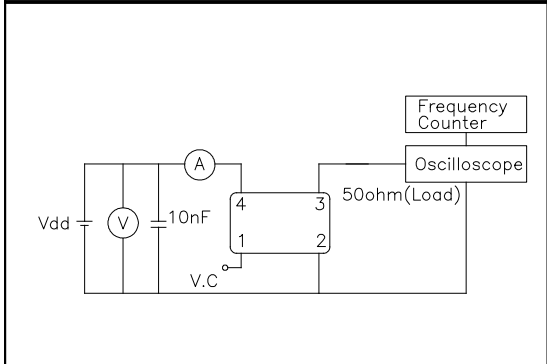 Frequency
Counter
Oscilloscope
A
50ohm(Load)
4 3
Vdd V 10nF
1 2
V.C